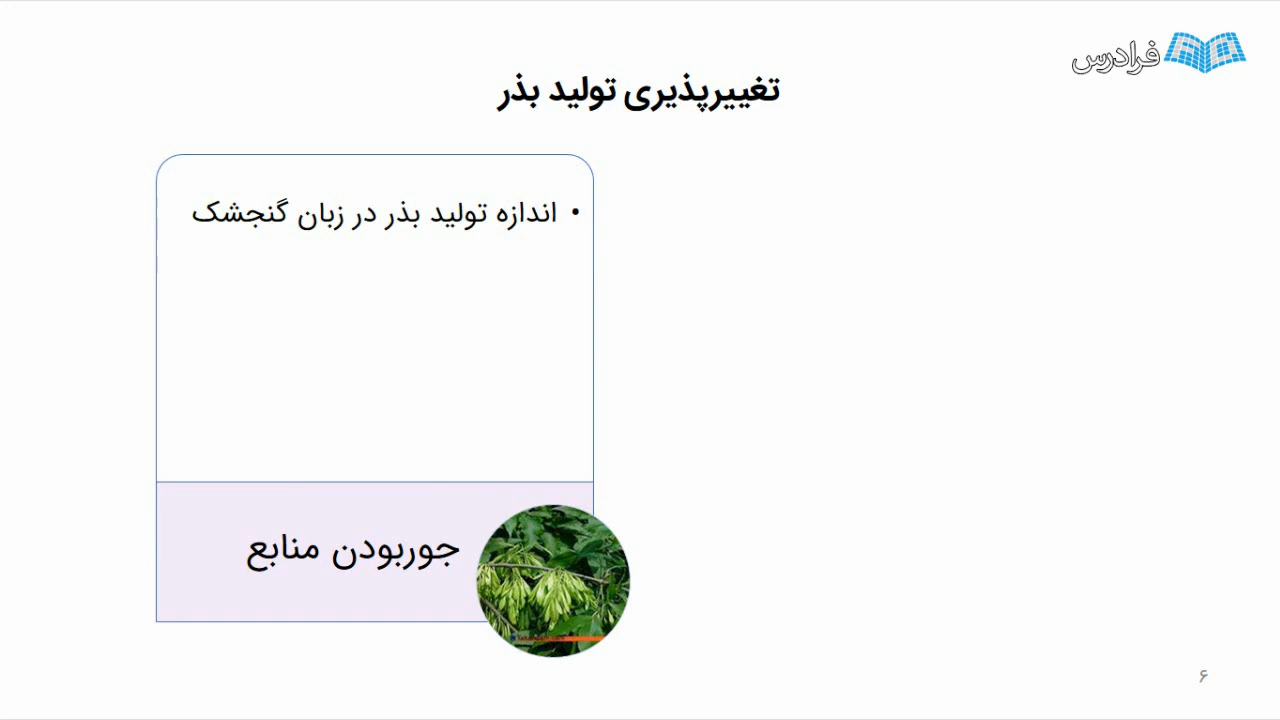 فرادرس
تغییرپذیری تولید بذر
• اندازه تولید بذر در زبان گنجشک
جوربودن منابع
۶